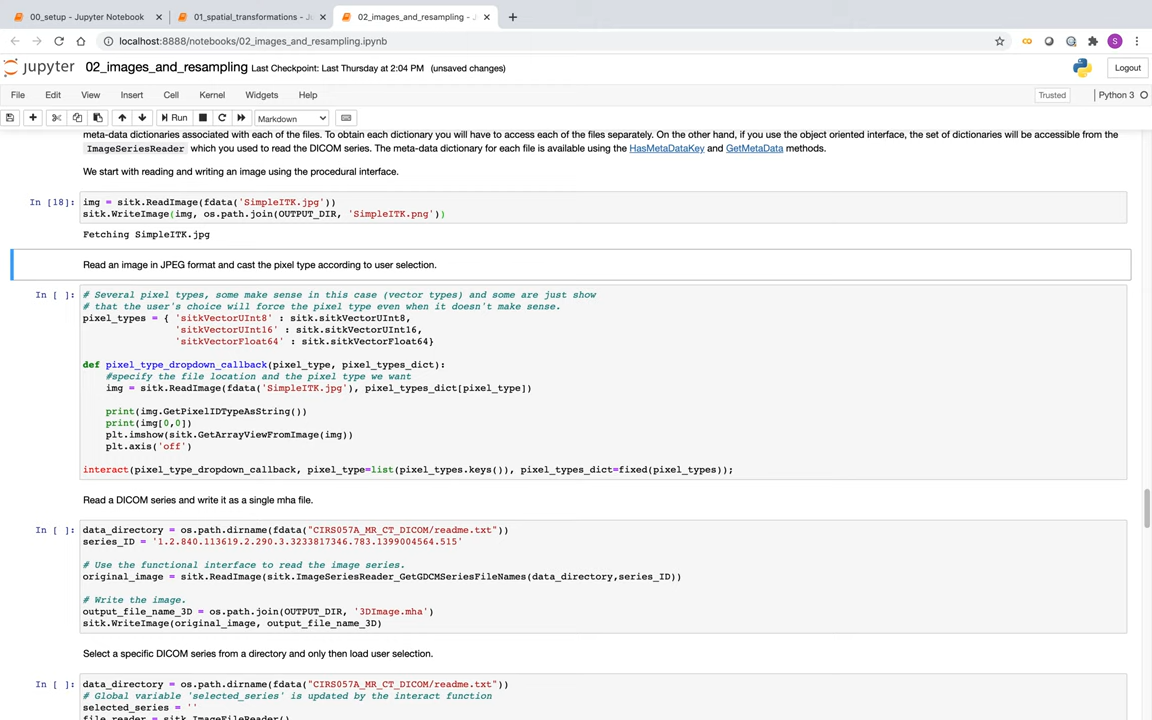 00_setup - Jupyter Notebook
01_spatial_transformations - Ju
02_images_and_resampling - J
localhost:8888/notebooks/02_images_and_resampling.ipynb
S
jupyter 02_images_and_resampling Last Checkpoint: Last Thursday at 2:04 PM (unsaved changes)
Logout
File Edit View Insert Cell Kernel Widgets Help
Trusted
Python 3
Run
Markdown
meta-data dictionaries associated with each of the files. To obtain each dictionary you will have to access each of the files separately. On the other hand, if you use the object oriented interface, the set of dictionaries will be accessible from the
ImageSeriesReader which you used to read the DICOM series. The meta-data dictionary for each file is available using the HasMetaDataKey and GetMetaData methods.
We start with reading and writing an image using the procedural interface.
In [18]:
img = sitk.ReadImage(fdata('SimpleITK.jpg'))
sitk.WriteImage(img, os.path.join(OUTPUT_DIR, 'SimpleITK.png'))
Fetching SimpleITK.jpg
Read an image in JPEG format and cast the pixel type according to user selection.
In [ ]:
# Several pixel types, some make sense in this case (vector types) and some are just show
# that the user's choice will force the pixel type even when it doesn't make sense.
pixel_types = { 'sitkVectorUInt8' : sitk.sitkVectorUInt8,
'sitkVectorUInt16' : sitk.sitkVectorUInt16,
'sitkVectorFloat64' : sitk.sitkVectorFloat64}
def pixel_type_dropdown_callback(pixel_type, pixel_types_dict):
#specify the file location and the pixel type we want
img = sitk.ReadImage(fdata('SimpleITK.jpg'), pixel_types_dict[pixel_type])
print(img.GetPixelIDTypeAsString())
print(img[0,0])
plt.imshow(sitk.GetArrayViewFromImage(img))
plt.axis('off')
interact(pixel_type_dropdown_callback, pixel_type=list(pixel_types.keys()), pixel_types_dict=fixed(pixel_types));
Read a DICOM series and write it as a single mha file.
In [ ]:
data_directory = os.path.dirname(fdata("CIRS057A_MR_CT_DICOM/readme.txt"))
series_ID = '1.2.840.113619.2.290.3.3233817346.783.1399004564.515'
# Use the functional interface to read the image series.
original_image = sitk.ReadImage(sitk.ImageSeriesReader_GetGDCMSeriesFileNames(data_directory,series_ID))
# Write the image.
output_file_name_3D = os.path.join(OUTPUT_DIR, '3DImage.mha')
sitk.WriteImage(original_image, output_file_name_3D)
Select a specific DICOM series from a directory and only then load user selection.
In [ ]:
data_directory = os.path.dirname(fdata("CIRS057A_MR_CT_DICOM/readme.txt"))
# Global variable 'selected_series' is updated by the interact function
selected_series = ''
file_reader = sitk.ImageFileReader()